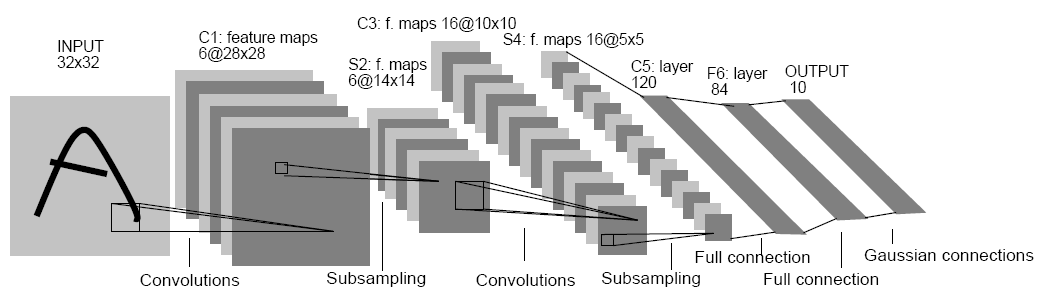 INPUT
32x32
C1: feature maps
6@28x28
S2: f. maps
6@14x14
C3: f. maps 16@10x10
S4: f. maps 16@5x5
C5: layer
120
F6: layer
84
OUTPUT
10
Convolutions
Subsampling
Convolutions
Subsampling
Full connection
Full connection
Gaussian connections